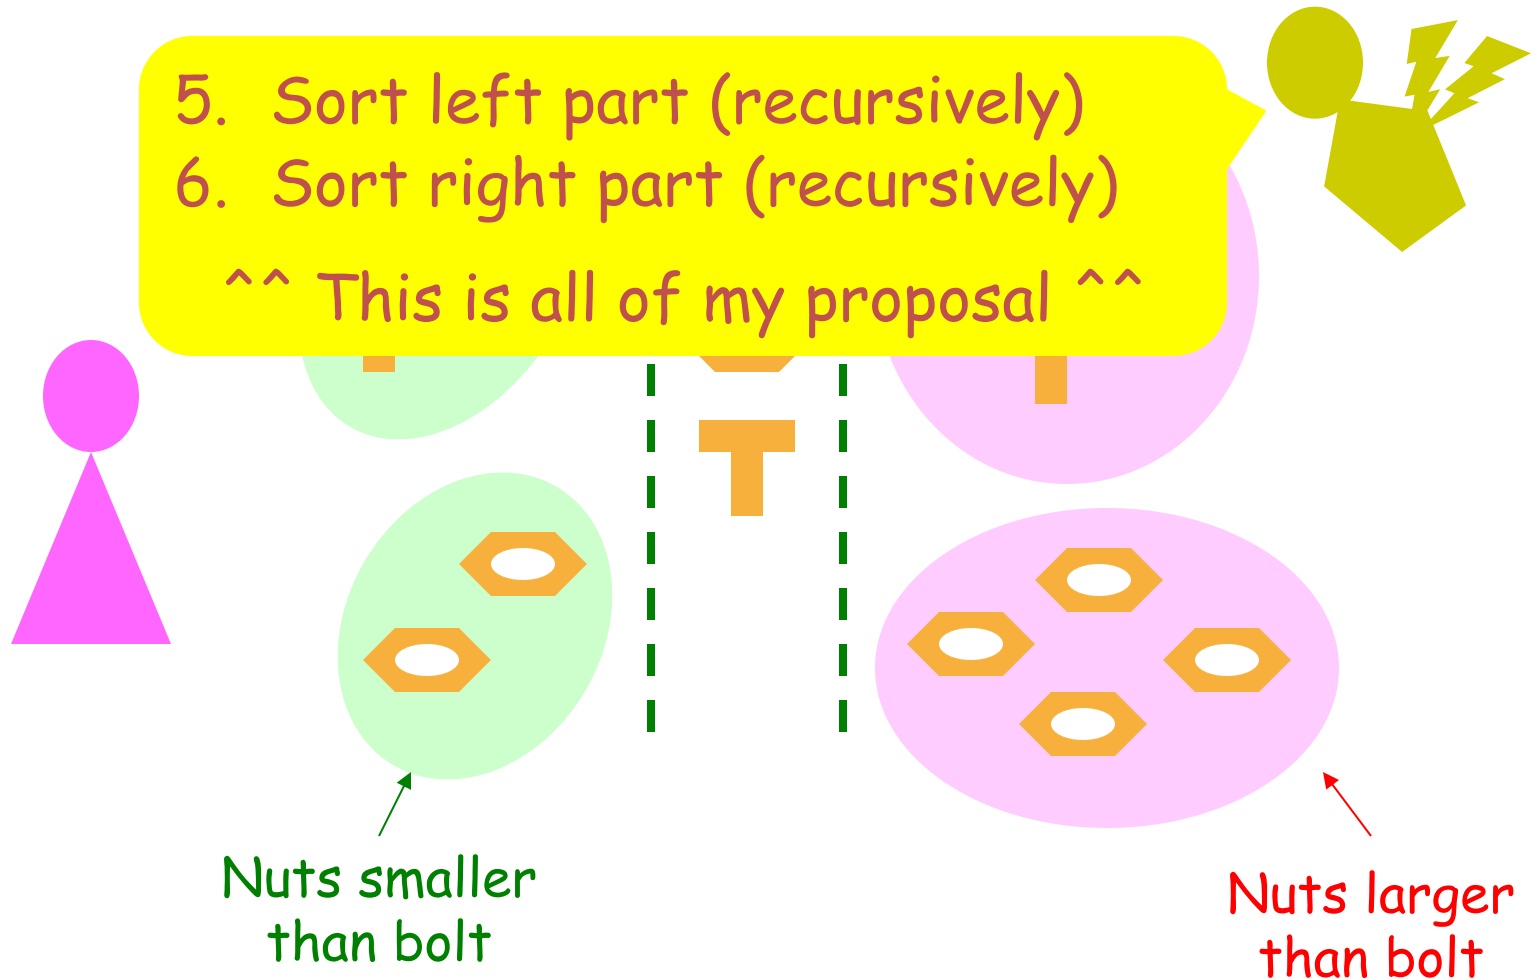 5. Sort left part (recursively)
6. Sort right part (recursively)
^^ This is all of my proposal ^^
Nuts smaller
than bolt
Nuts larger
than bolt